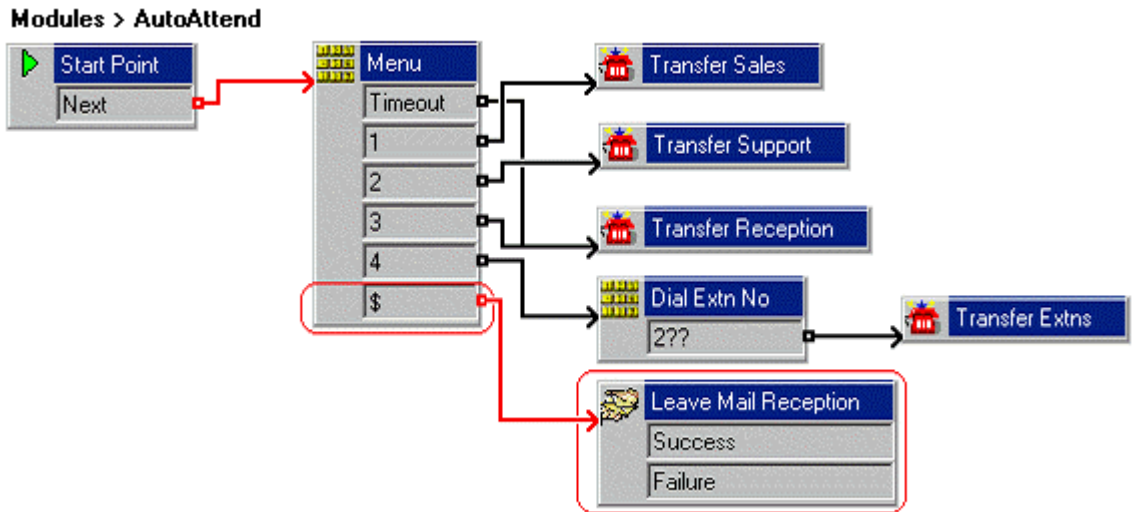 Modules > AutoAttend
Start Point
Next
Menu
Timeout
1
2
3
4
$
Transfer Sales
Transfer Support
Transfer Reception
Dial Extn No
2??
Transfer Extns
Leave Mail Reception
Success
Failure